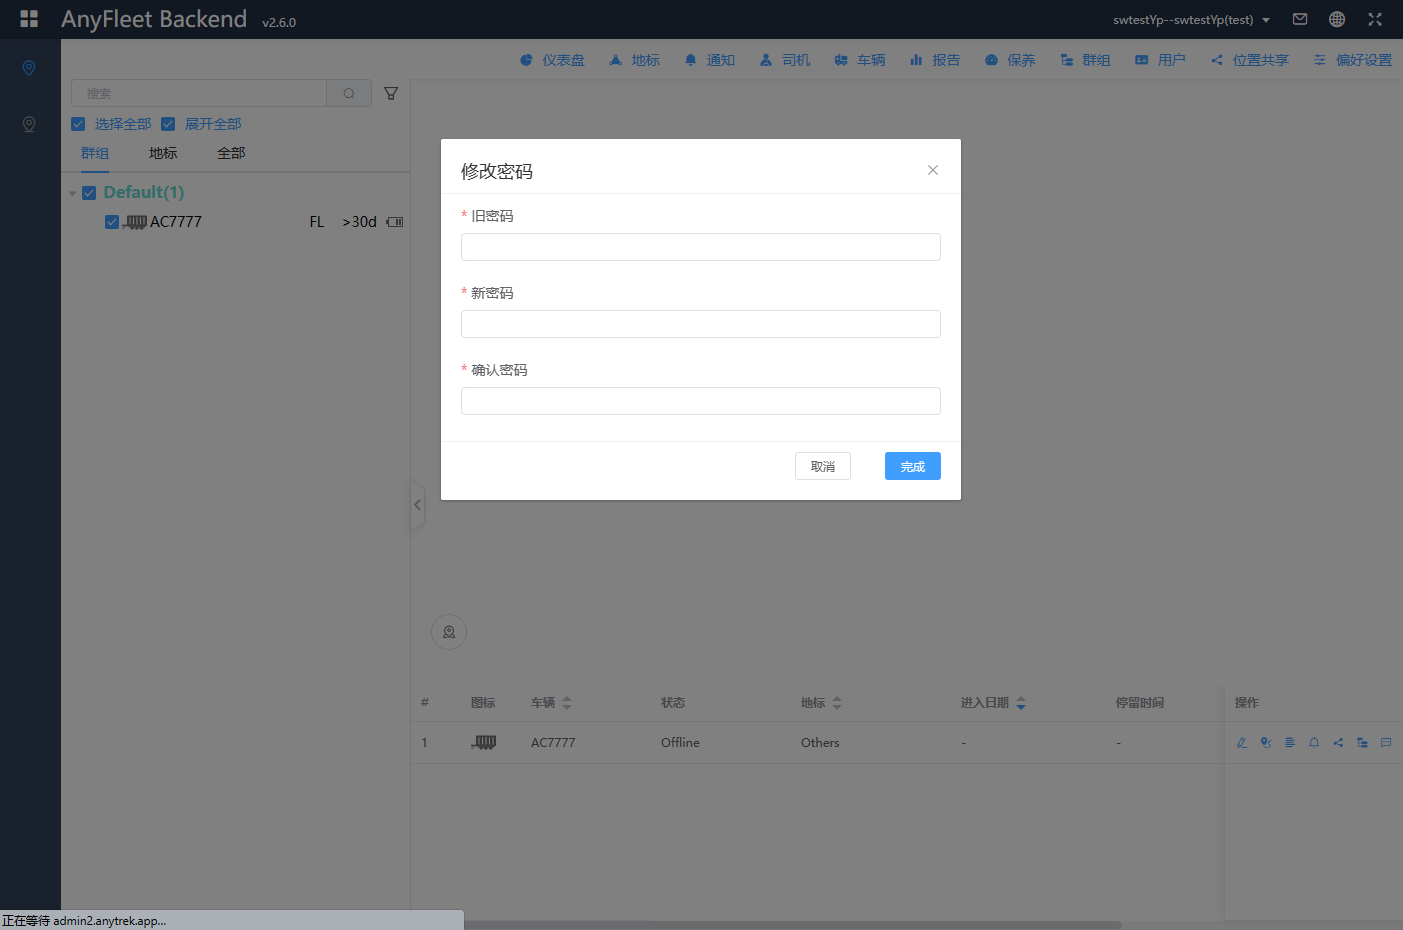 AnyFleet Backend v2.6.0
swtestYp--swtestYp(test)
仪表盘 地标 通知 司机 车辆 报告 保养 群组 用户 位置共享 偏好设置
搜索
选择全部 展开全部
群组 地标 全部
Default(1)
AC7777 FL >30d
修改密码
* 旧密码
* 新密码
* 确认密码
取消 完成
# 图标 车辆 状态 地标 进入日期 停留时间 操作
1 AC7777 Offline Others - -
正在等待 admin2.anytrek.app...